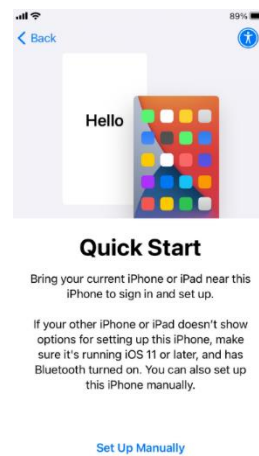 89%
Back
Hello
Quick Start
Bring your current iPhone or iPad near this
iPhone to sign in and set up.
If your other iPhone or iPad doesn't show
options for setting up this iPhone, make
sure it's running iOS 11 or later, and has
Bluetooth turned on. You can also set up
this iPhone manually.
Set Up Manually